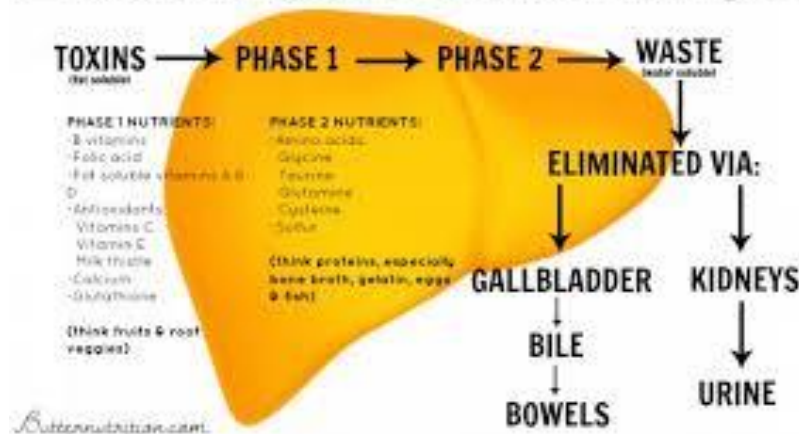 TOXINS
(fat soluble)
PHASE 1
PHASE 2
WASTE
(water soluble)
PHASE 1 NUTRIENTS:
-B vitamins
-Folic acid
-Fat soluble vitamins A &
D
-Antioxidants:
Vitamins C
Vitamin E
Milk thistle
-Calcium
-Glutathione
(think fruits & root
veggies)
PHASE 2 NUTRIENTS:
-Amino acids:
Glycine
Taurine
Glutamine
Cysteine
-Sulfur
(think proteins, especially
bone broth, gelatin, eggs
& fish)
ELIMINATED VIA:
GALLBLADDER
BILE
BOWELS
KIDNEYS
URINE
Butternutrition.com